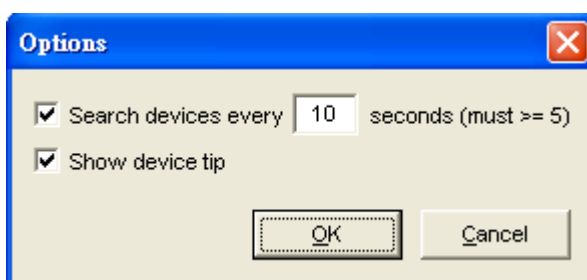 Options
Search devices every 10 seconds (must >= 5)
Show device tip
OK Cancel